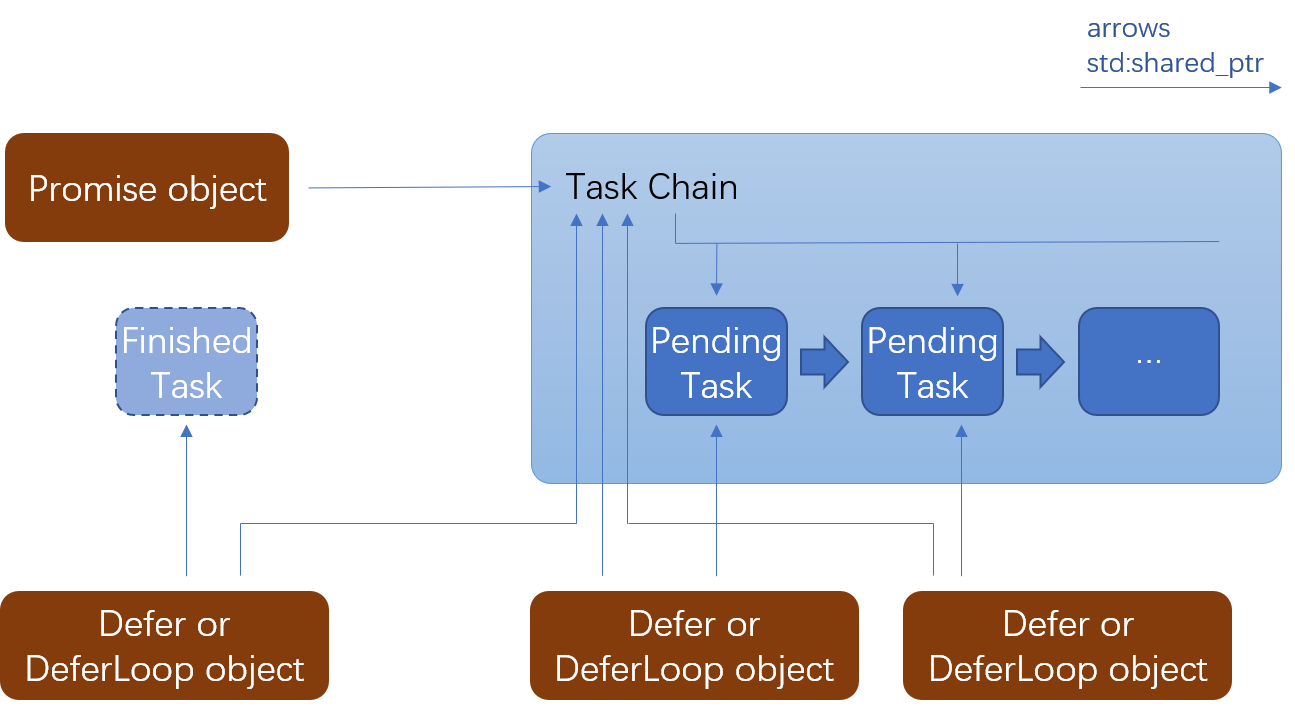 arrows
std:shared_ptr
Promise object
Task Chain
Finished
Task
Pending
Task
Pending
Task
...
Defer or
DeferLoop object
Defer or
DeferLoop object
Defer or
DeferLoop object